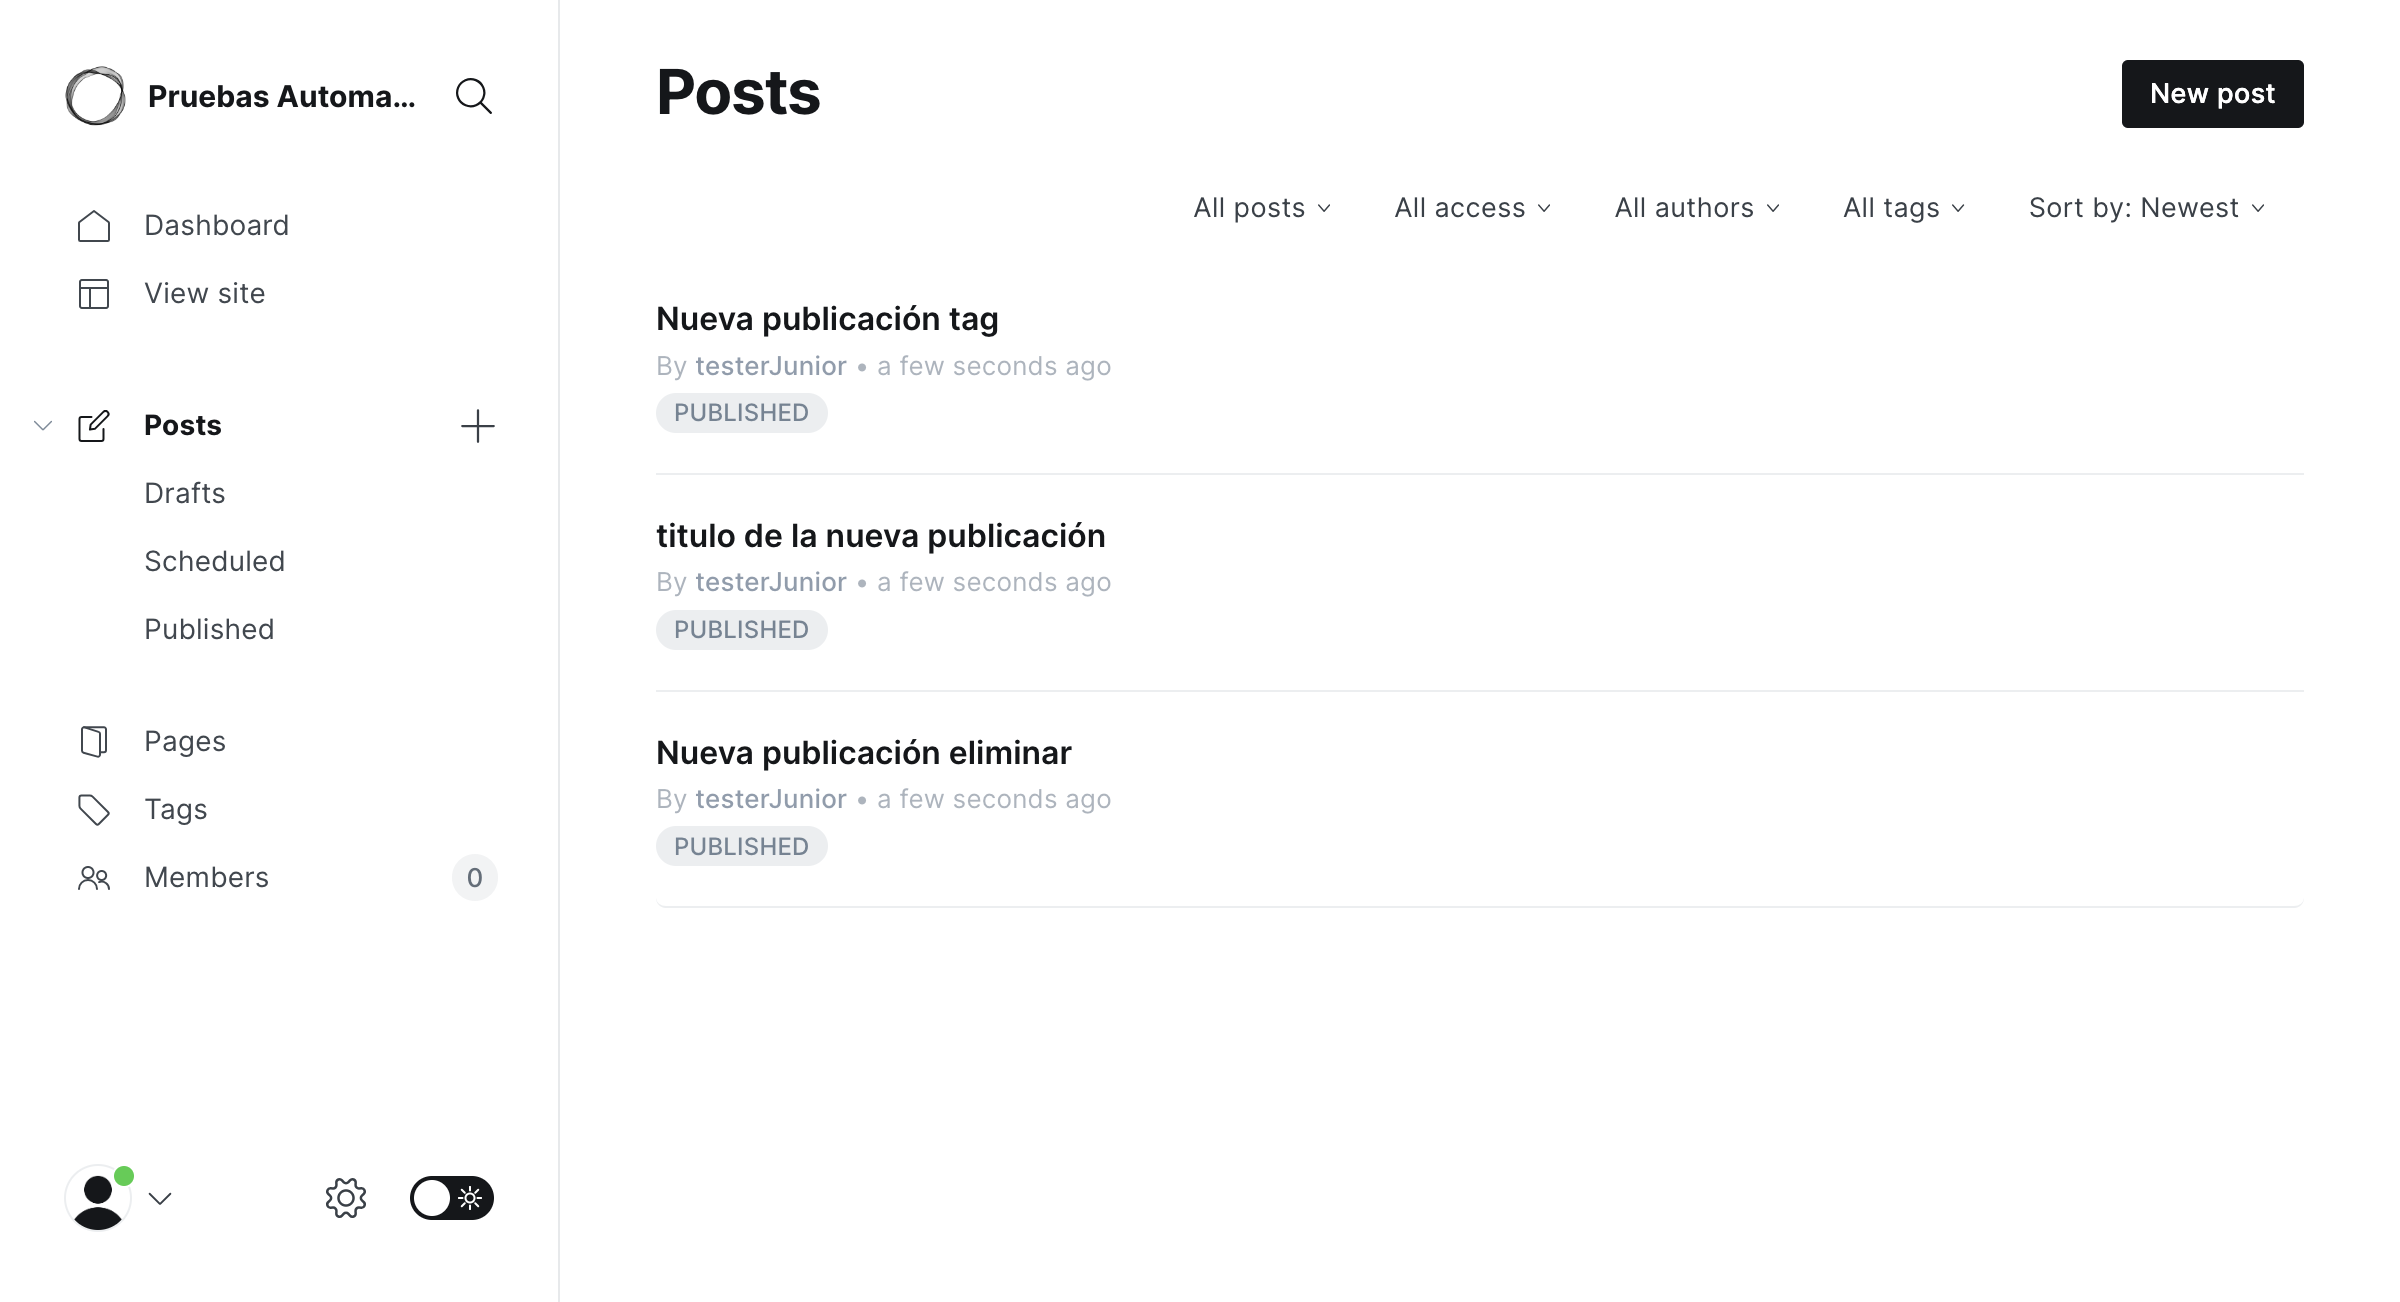 Pruebas Automa...
Dashboard
View site
Posts
Drafts
Scheduled
Published
Pages
Tags
Members 0
Posts
New post
All posts All access All authors All tags Sort by: Newest
Nueva publicación tag
By testerJunior • a few seconds ago
PUBLISHED
titulo de la nueva publicación
By testerJunior • a few seconds ago
PUBLISHED
Nueva publicación eliminar
By testerJunior • a few seconds ago
PUBLISHED